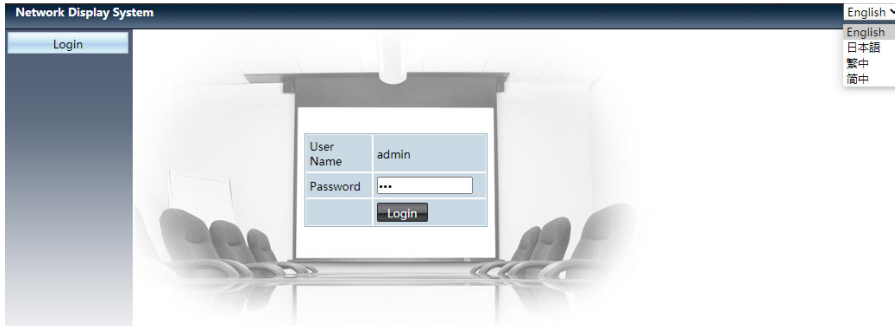 Network Display System
English
Login
English
日本語
繁中
简中
User
Name
admin
Password
•••
Login